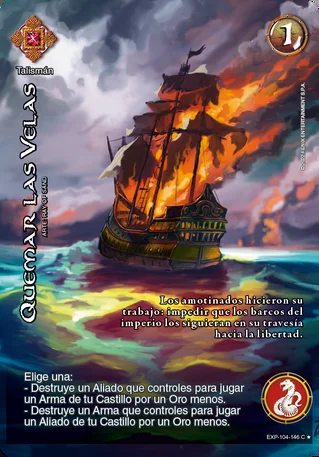 1
Talismán
Quemar Las Velas
Los amotinados hicieron su
trabajo: impedir que los barcos del
imperio los siguieran en su travesía
hacia la libertad.
Elige una:
- Destruye un Aliado que controles para jugar
un Arma de tu Castillo por un Oro menos.
- Destruye un Arma que controles para jugar
un Aliado de tu Castillo por un Oro menos.
EXP-104-146 C